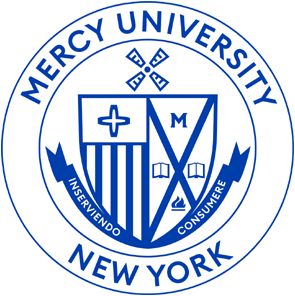 MERCY UNIVERSITY
M
INSERVIENDO
CONSUMERE
NEW YORK